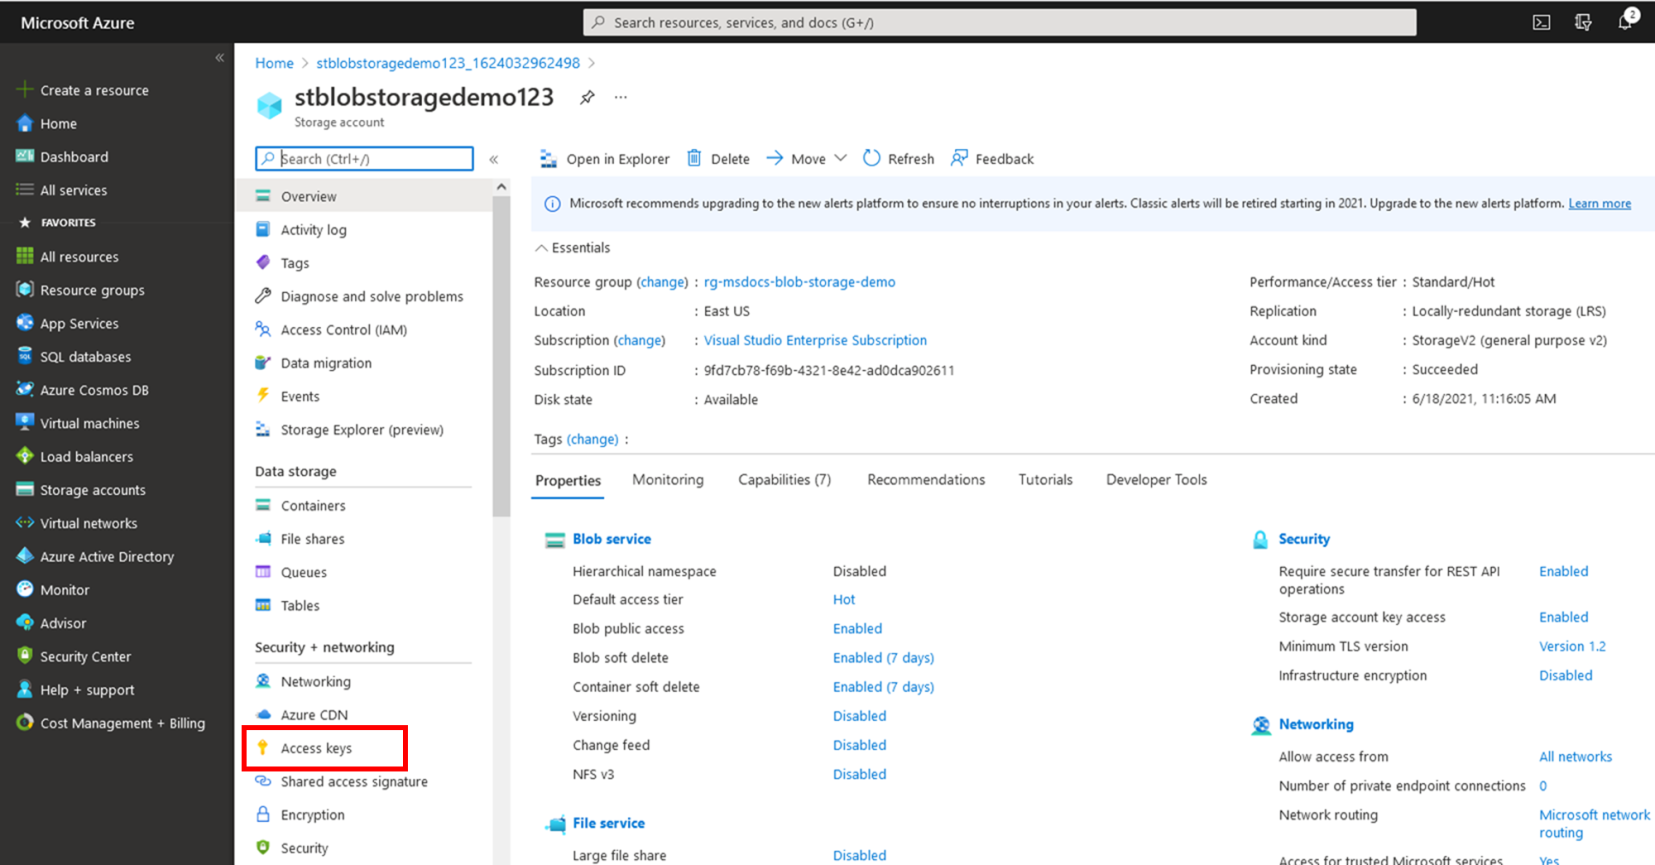 Microsoft Azure
Search resources, services, and docs (G+/)
2
Create a resource
Home
Dashboard
All services
FAVORITES
All resources
Resource groups
App Services
SQL databases
Azure Cosmos DB
Virtual machines
Load balancers
Storage accounts
Virtual networks
Azure Active Directory
Monitor
Advisor
Security Center
Help + support
Cost Management + Billing
Home > stblobstoragedemo123_1624032962498 >
stblobstoragedemo123
Storage account
Search (Ctrl+/)
Overview
Activity log
Tags
Diagnose and solve problems
Access Control (IAM)
Data migration
Events
Storage Explorer (preview)
Data storage
Containers
File shares
Queues
Tables
Security + networking
Networking
Azure CDN
Access keys
Shared access signature
Encryption
Security
Open in Explorer Delete Move Refresh Feedback
Microsoft recommends upgrading to the new alerts platform to ensure no interruptions in your alerts. Classic alerts will be retired starting in 2021. Upgrade to the new alerts platform. Learn more
Essentials
Resource group (change) : rg-msdocs-blob-storage-demo
Location : East US
Subscription (change) : Visual Studio Enterprise Subscription
Subscription ID : 9fd7cb78-f69b-4321-8e42-ad0dca902611
Disk state : Available
Performance/Access tier : Standard/Hot
Replication : Locally-redundant storage (LRS)
Account kind : StorageV2 (general purpose v2)
Provisioning state : Succeeded
Created : 6/18/2021, 11:16:05 AM
Tags (change) :
Properties Monitoring Capabilities (7) Recommendations Tutorials Developer Tools
Blob service
Hierarchical namespace Disabled
Default access tier Hot
Blob public access Enabled
Blob soft delete Enabled (7 days)
Container soft delete Enabled (7 days)
Versioning Disabled
Change feed Disabled
NFS v3 Disabled
File service
Large file share Disabled
Security
Require secure transfer for REST API Enabled
operations
Storage account key access Enabled
Minimum TLS version Version 1.2
Infrastructure encryption Disabled
Networking
Allow access from All networks
Number of private endpoint connections 0
Network routing Microsoft network
routing
Access for trusted Microsoft services Yes